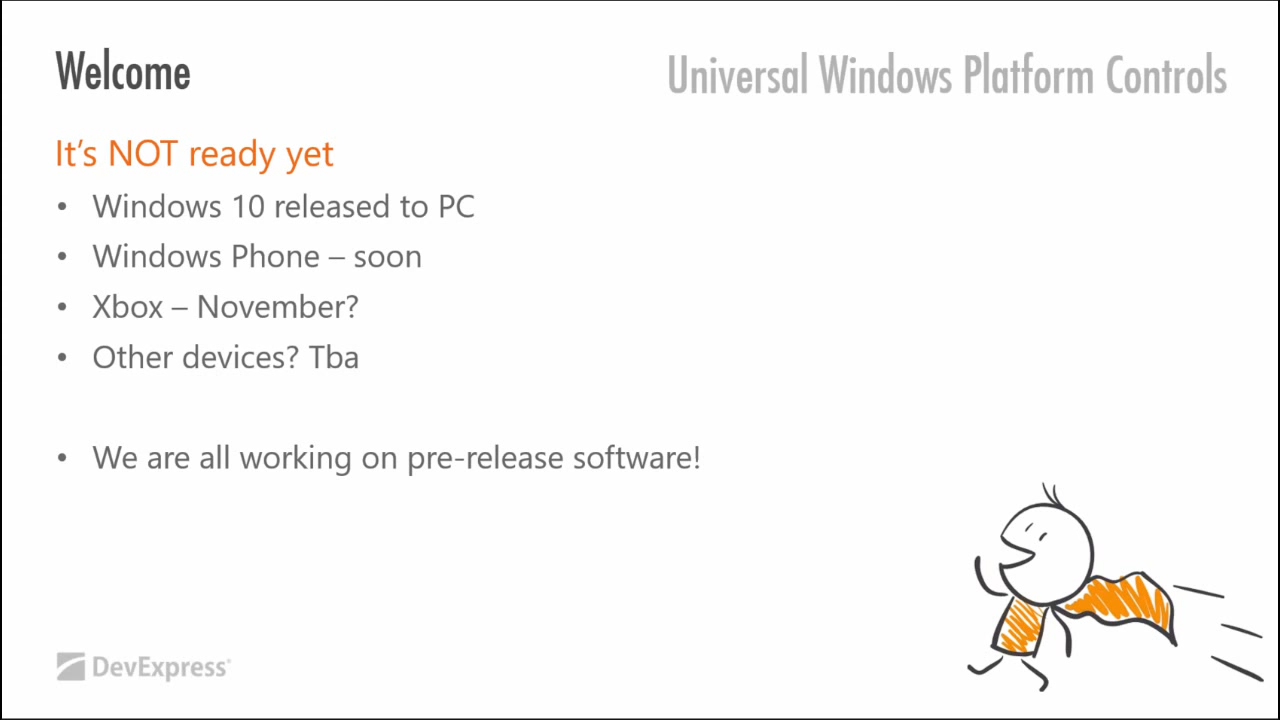 Welcome
Universal Windows Platform Controls
It's NOT ready yet
• Windows 10 released to PC
• Windows Phone – soon
• Xbox – November?
• Other devices? Tba
• We are all working on pre-release software!
DevExpress®